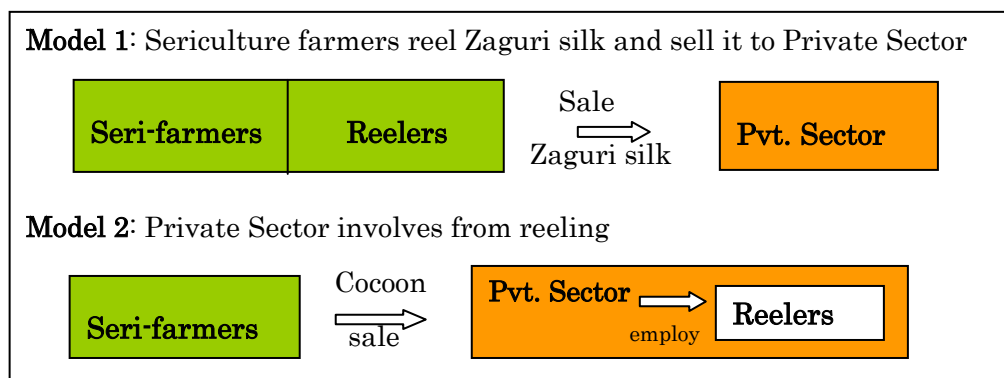 Model 1: Sericulture farmers reel Zaguri silk and sell it to Private Sector
Seri-farmers
Reelers
Sale
Zaguri silk
Pvt. Sector
Model 2: Private Sector involves from reeling
Seri-farmers
Cocoon
sale
Pvt. Sector
employ
Reelers